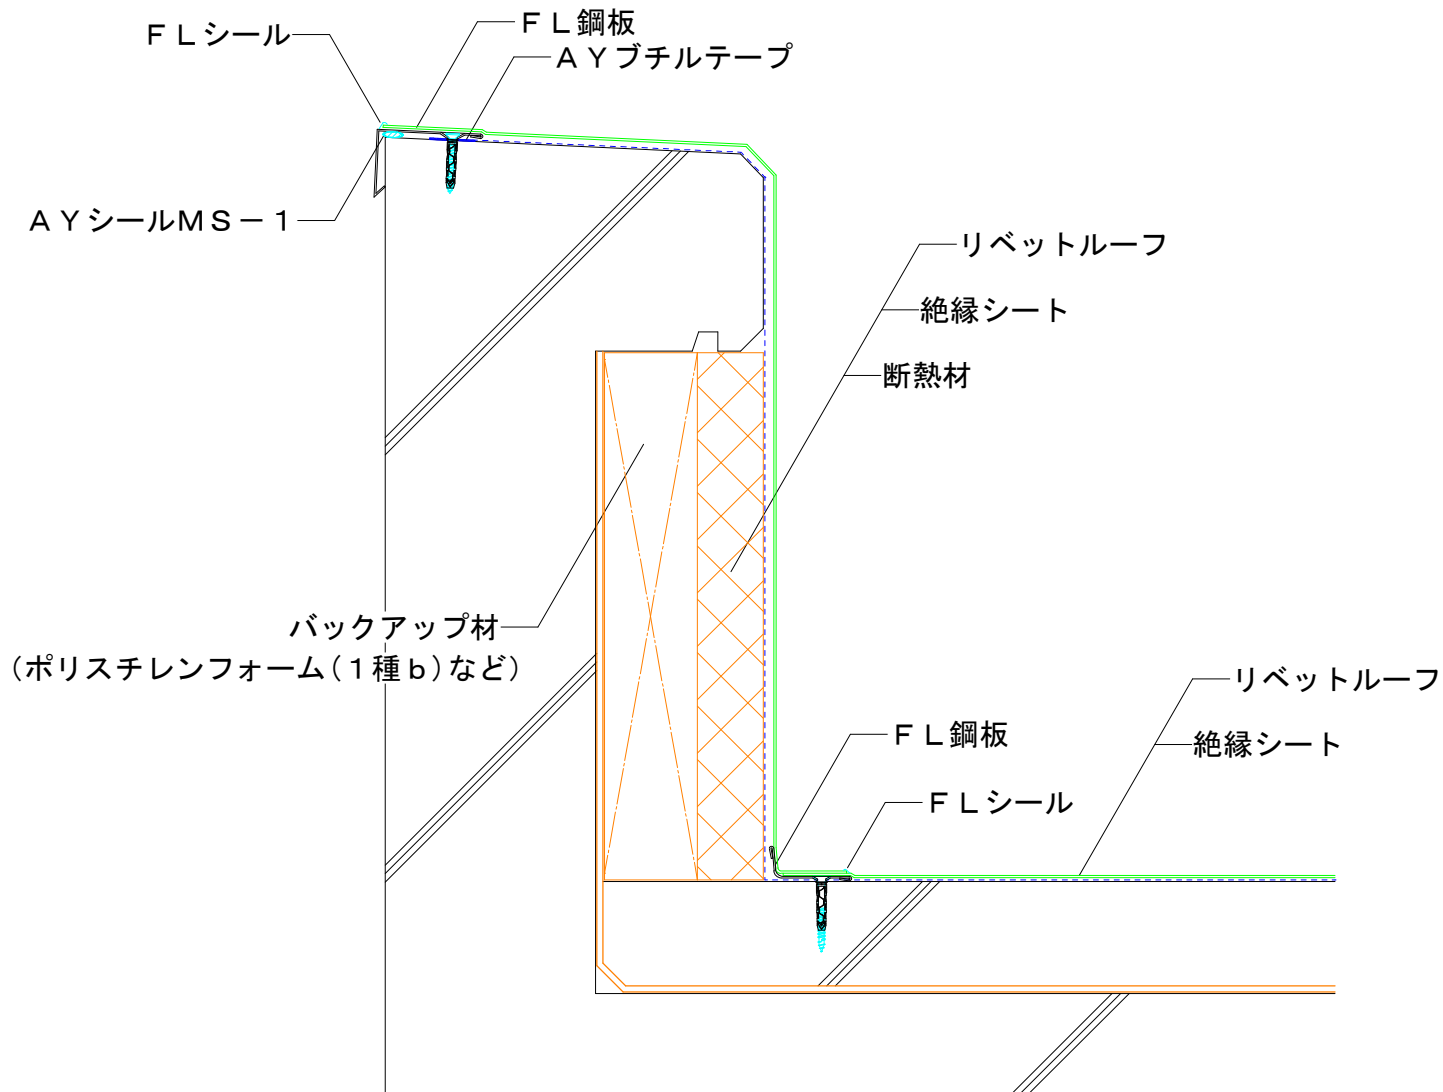 ＦＬシール
ＦＬ鋼板
ＡＹブチルテープ
ＡＹシールＭＳ－１
リベットルーフ
絶縁シート
断熱材
バックアップ材
（ポリスチレンフォーム（１種ｂ）など）
リベットルーフ
ＦＬ鋼板
絶縁シート
ＦＬシール